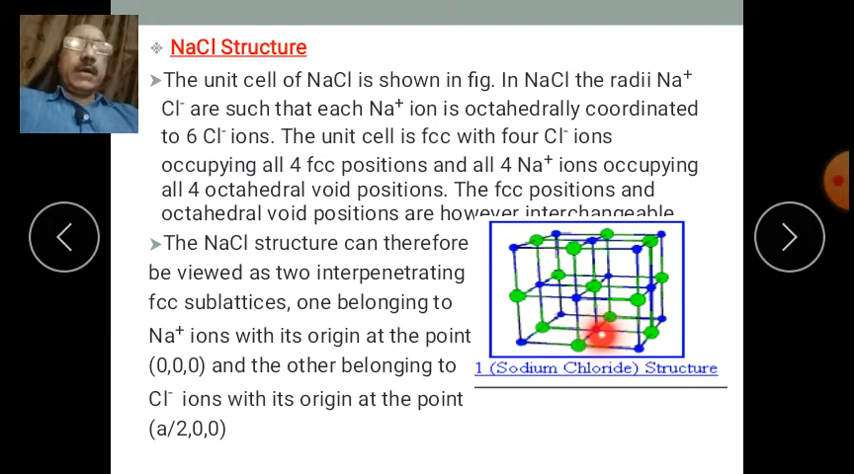 NaCl Structure
The unit cell of NaCl is shown in fig. In NaCl the radii Na⁺
Cl⁻ are such that each Na⁺ ion is octahedrally coordinated
to 6 Cl⁻ ions. The unit cell is fcc with four Cl⁻ ions
occupying all 4 fcc positions and all 4 Na⁺ ions occupying
all 4 octahedral void positions. The fcc positions and
octahedral void positions are however interchangeable
The NaCl structure can therefore
be viewed as two interpenetrating
fcc sublattices, one belonging to
Na⁺ ions with its origin at the point
(0,0,0) and the other belonging to
Cl⁻ ions with its origin at the point
(a/2,0,0)
1 (Sodium Chloride) Structure